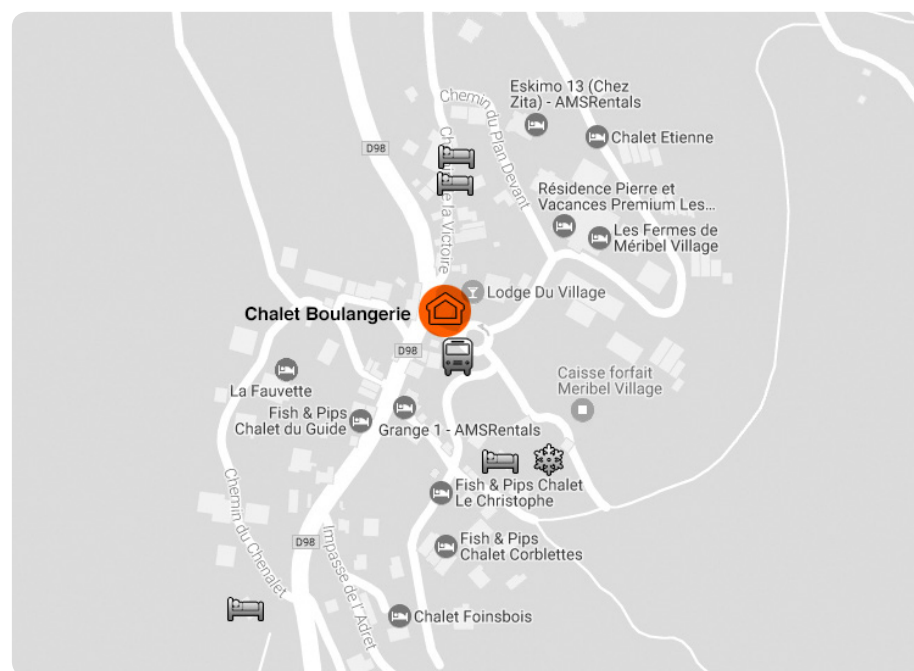 Eskimo 13 (Chez
Zita) - AMSRentals
Chemin du Plan Devant
Chalet Etienne
D98
Résidence Pierre et
Vacances Premium Les...
Les Fermes de
Méribel Village
de la Victoire
Lodge Du Village
Chalet Boulangerie
D98
Caisse forfait
Meribel Village
La Fauvette
Fish & Pips
Chalet du Guide
Grange 1 - AMSRentals
Fish & Pips Chalet
Le Christophe
Chemin du Chenalet
D98
Impasse de l'Adret
Fish & Pips
Chalet Corblettes
Chalet Foinsbois